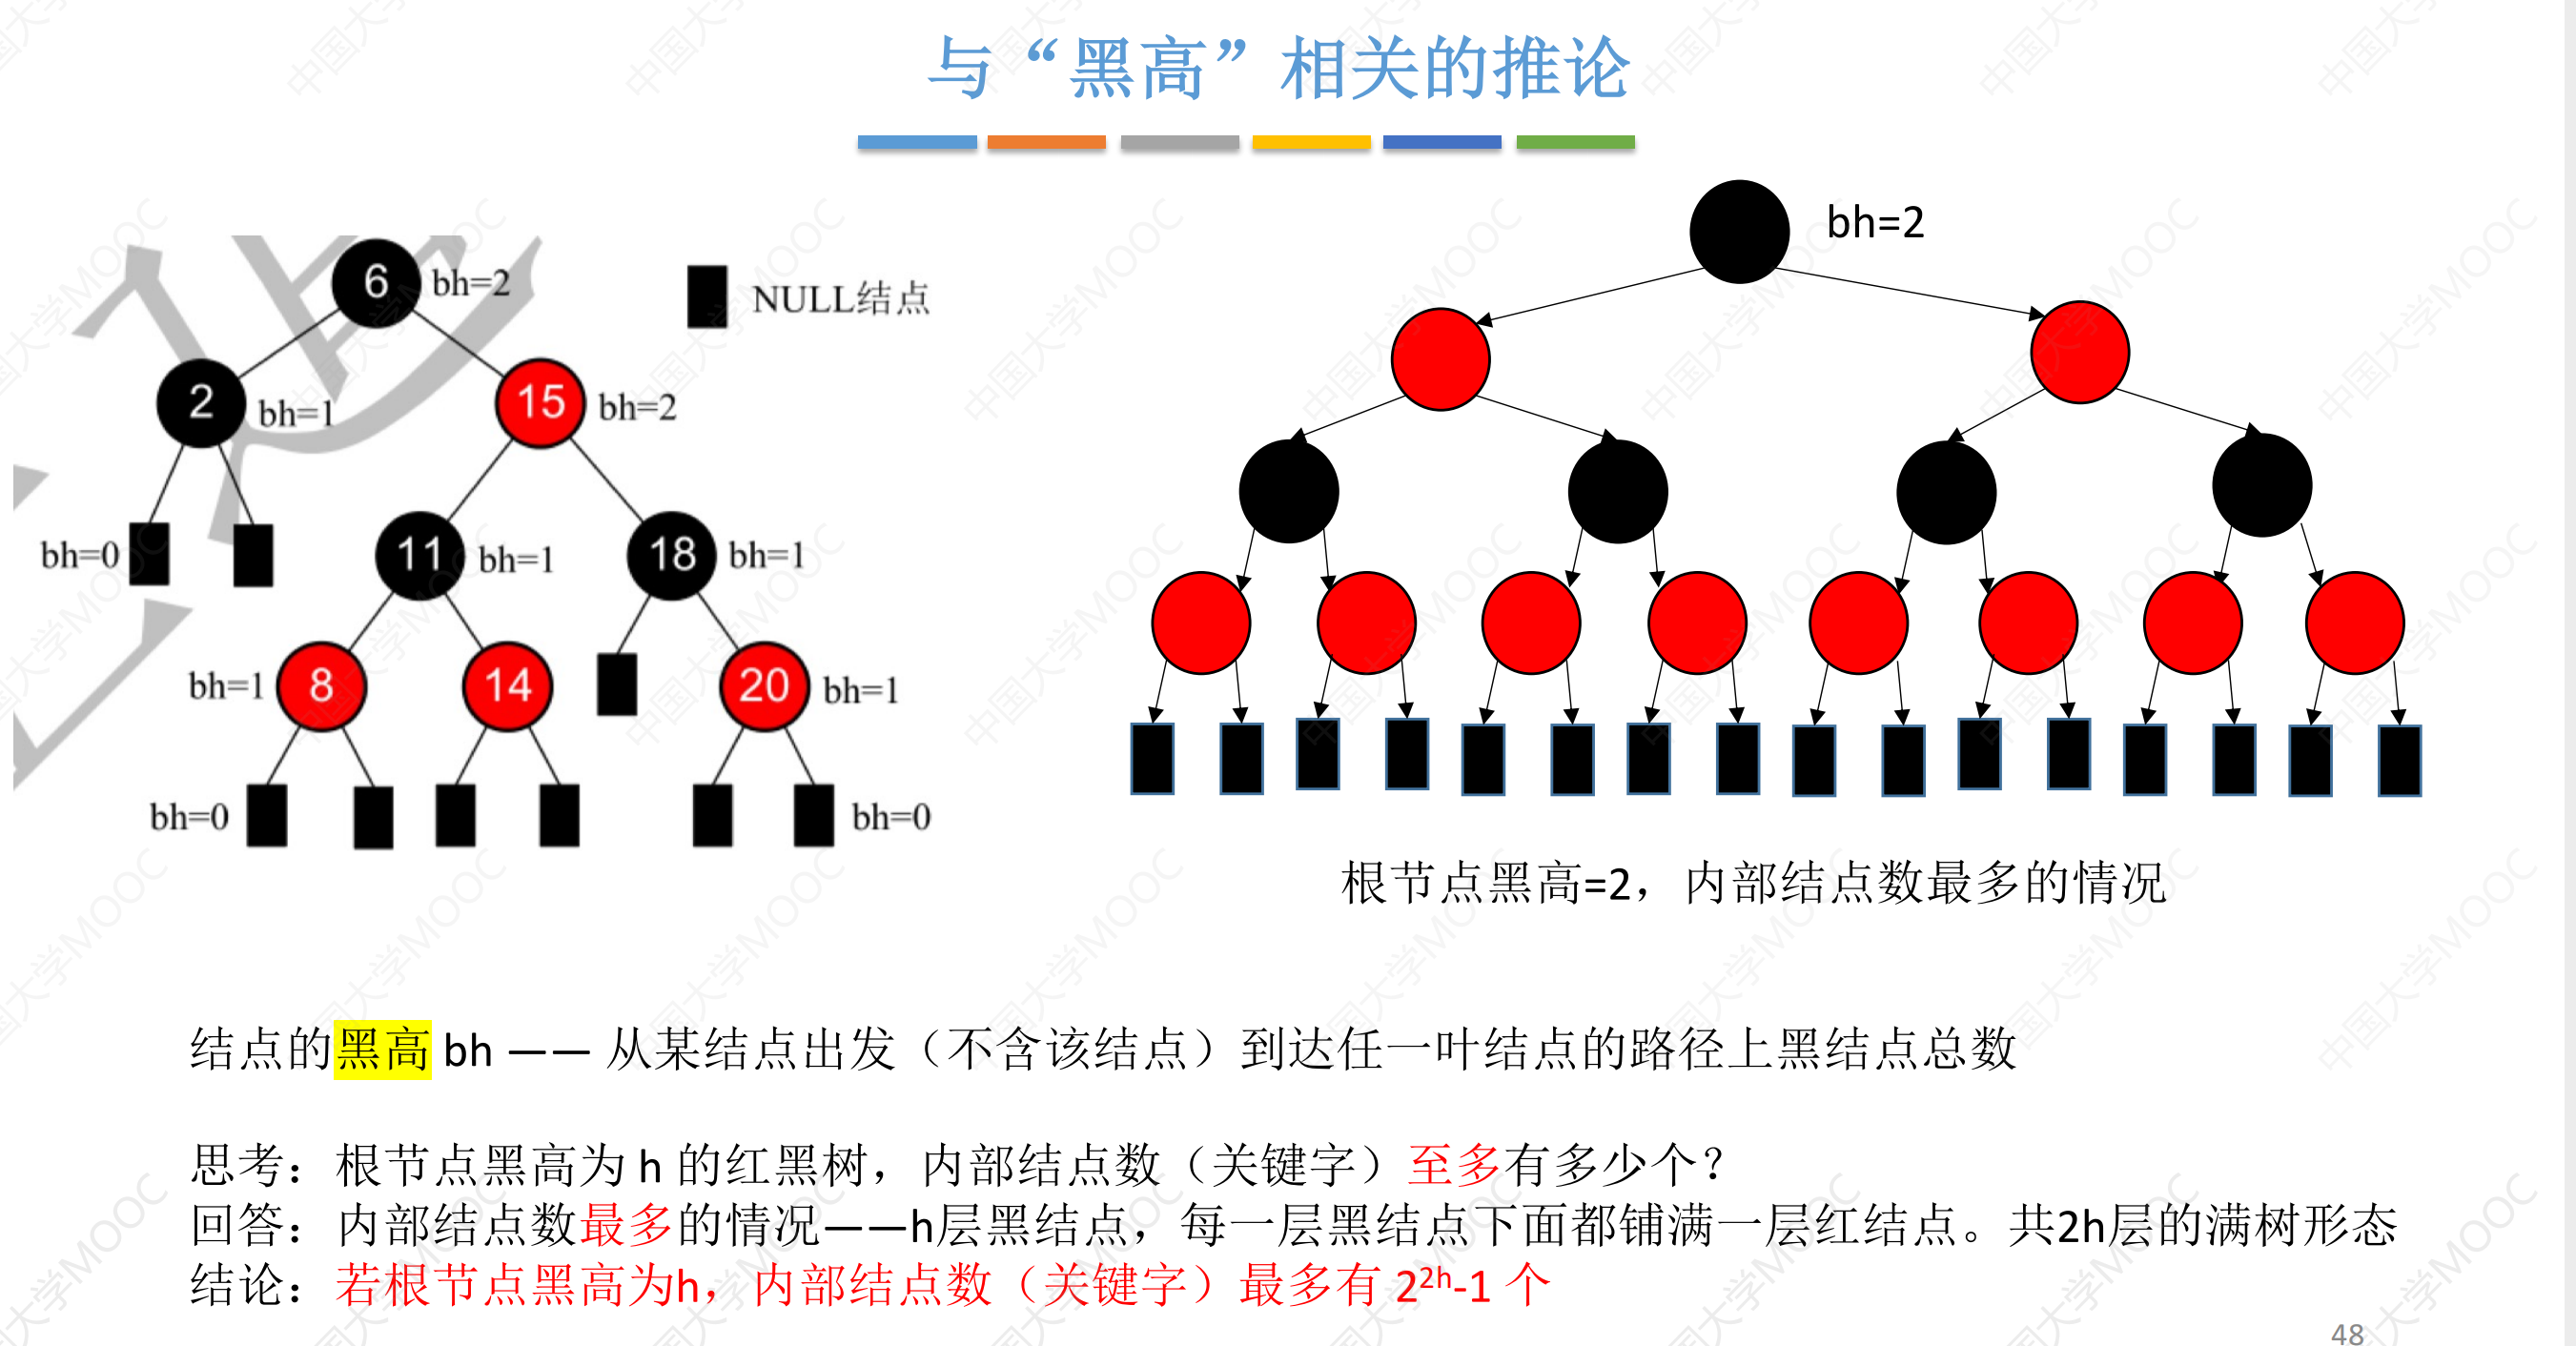 与“黑高”相关的推论
6 bh=2
NULL结点
bh=2
2 bh=1
15 bh=2
bh=0
11 bh=1
18 bh=1
bh=1 8
14
20 bh=1
bh=0
bh=0
根节点黑高=2，内部结点数最多的情况
结点的黑高 bh —— 从某结点出发（不含该结点）到达任一叶结点的路径上黑结点总数
思考：根节点黑高为 h 的红黑树，内部结点数（关键字）至多有多少个？
回答：内部结点数最多的情况——h层黑结点，每一层黑结点下面都铺满一层红结点。共2h层的满树形态
结论：若根节点黑高为h，内部结点数（关键字）最多有 2²ʰ-1 个
48
中国大学MOOC